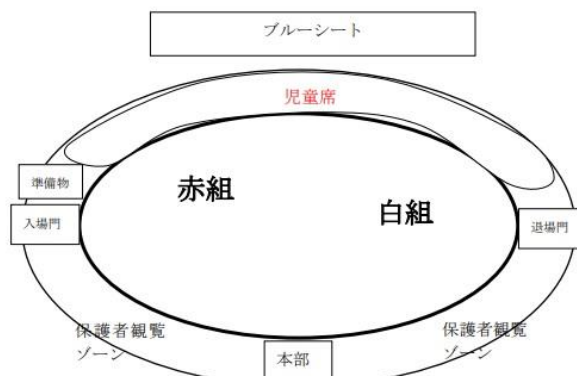 ブルーシート
児童席
準備物
赤組
入場門
白組
退場門
保護者観覧
ゾーン
保護者観覧
ゾーン
本部